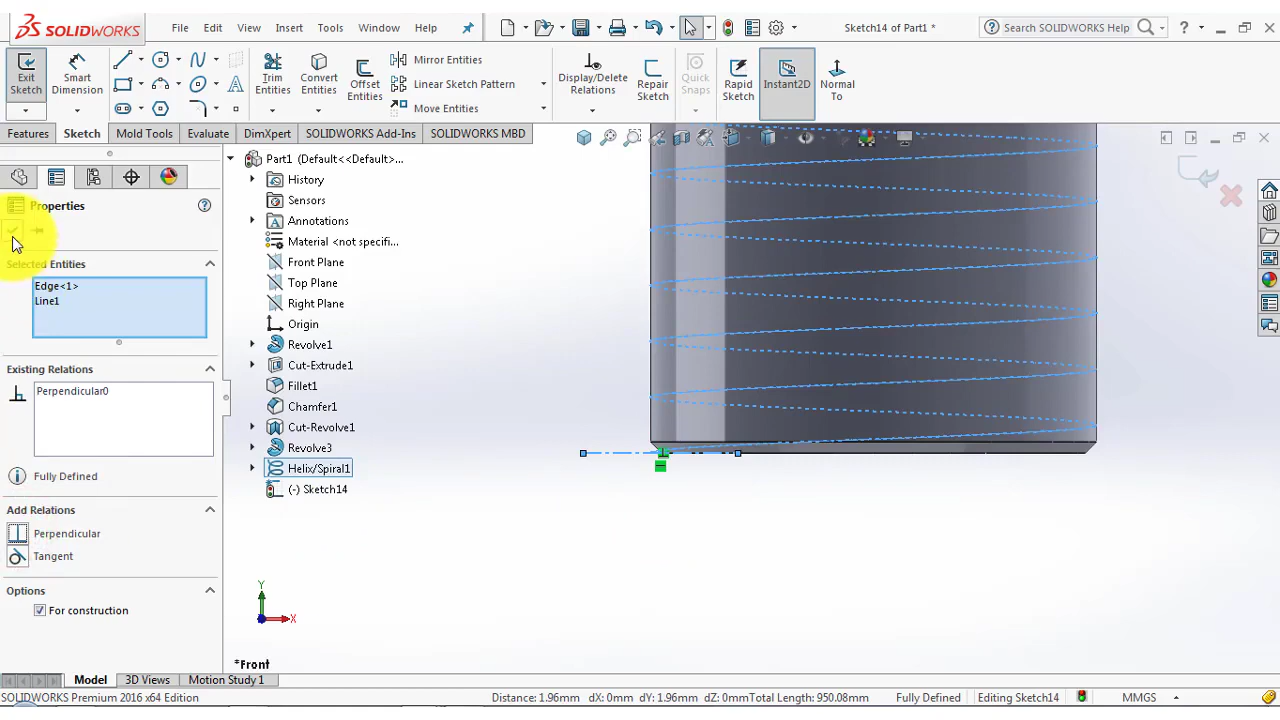 SOLIDWORKS
File Edit View Insert Tools Window Help
Sketch14 of Part1 *
Search SOLIDWORKS Help
?
Exit Sketch
Smart Dimension
Trim Entities
Convert Entities
Offset Entities
Mirror Entities
Linear Sketch Pattern
Move Entities
Display/Delete Relations
Repair Sketch
Quick Snaps
Rapid Sketch
Instant2D
Normal To
Features Sketch Mold Tools Evaluate DimXpert SOLIDWORKS Add-Ins SOLIDWORKS MBD
Properties
Selected Entities
Edge<1>
Line1
Existing Relations
Perpendicular0
Fully Defined
Add Relations
Perpendicular
Tangent
Options
For construction
Part1 (Default<<Default>...
History
Sensors
Annotations
Material <not specifi...
Front Plane
Top Plane
Right Plane
Origin
Revolve1
Cut-Extrude1
Fillet1
Chamfer1
Cut-Revolve1
Revolve3
Helix/Spiral1
(-) Sketch14
Y
X
*Front
Model 3D Views Motion Study 1
SOLIDWORKS Premium 2016 x64 Edition
Distance: 1.96mm dX: 0mm dY: 1.96mm dZ: 0mmTotal Length: 950.08mm Fully Defined Editing Sketch14 MMGS